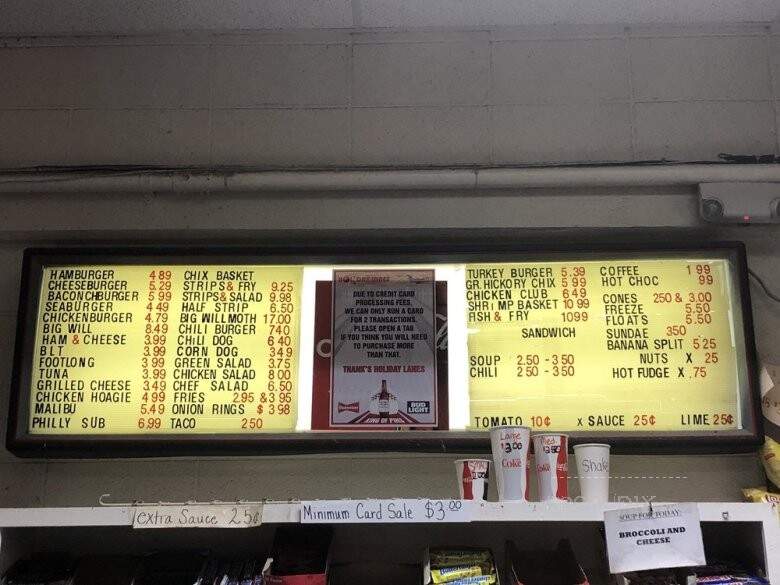 HAMBURGER 4 89
CHEESEBURGER 5.29
BACONCHBURGER 5 99
SEABURGER 4 49
CHICKENBURGER 4.79
BIG WILL 8.49
HAM & CHEESE 3.99
BLT 3.99
FOOTLONG 3 99
TUNA 3.99
GRILLED CHEESE 3.49
CHICKEN HOAGIE 4 99
MALIBU 5.49
PHILLY SUB 6.99
CHIX BASKET
STRIPS & FRY 9.25
STRIPS & SALAD 9.98
HALF STRIP 6.50
BIG WILLMOTH 17.00
CHILI BURGER 7 40
CHILI DOG 6 40
CORN DOG 3 4 9
GREEN SALAD 3.75
CHICKEN SALAD 8 00
CHEF SALAD 6.50
FRIES 2.95 & 3 95
ONION RINGS $ 3 98
TACO 2 50
DUE TO CREDIT CARD
PROCESSING FEES,
WE CAN ONLY RUN A CARD
FOR 2 TRANSACTIONS.
PLEASE OPEN A TAB
IF YOU THINK YOU WILL NEED
TO PURCHASE MORE
THAN THAT.
THANK'S HOLIDAY LANES
BUD
LIGHT
TURKEY BURGER 5.39
GR. HICKORY CHIX 5 99
CHICKEN CLUB 6 49
SHRIMP BASKET 10 99
FISH & FRY 1099
SANDWICH
SOUP 2.50 - 3 50
CHILI 2 50 - 3.50
TOMATO 10¢ X SAUCE 25¢ LIME 25¢
COFFEE 1 99
HOT CHOC 99
CONES 250 & 3.00
FREEZE 5.50
FLOATS 5.50
SUNDAE 350
BANANA SPLIT 5 25
NUTS X 25
HOT FUDGE X .75
Large
3.00
Coke
Med
Shake
extra Sauce 25¢
Minimum Card Sale $3.00
SOUP FOR TODAY:
BROCCOLI AND
CHEESE